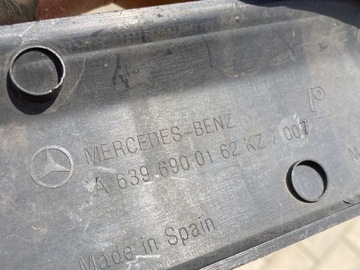 MERCEDES-BENZ
A 639 690 01 62 KZ / 007
Made in Spain